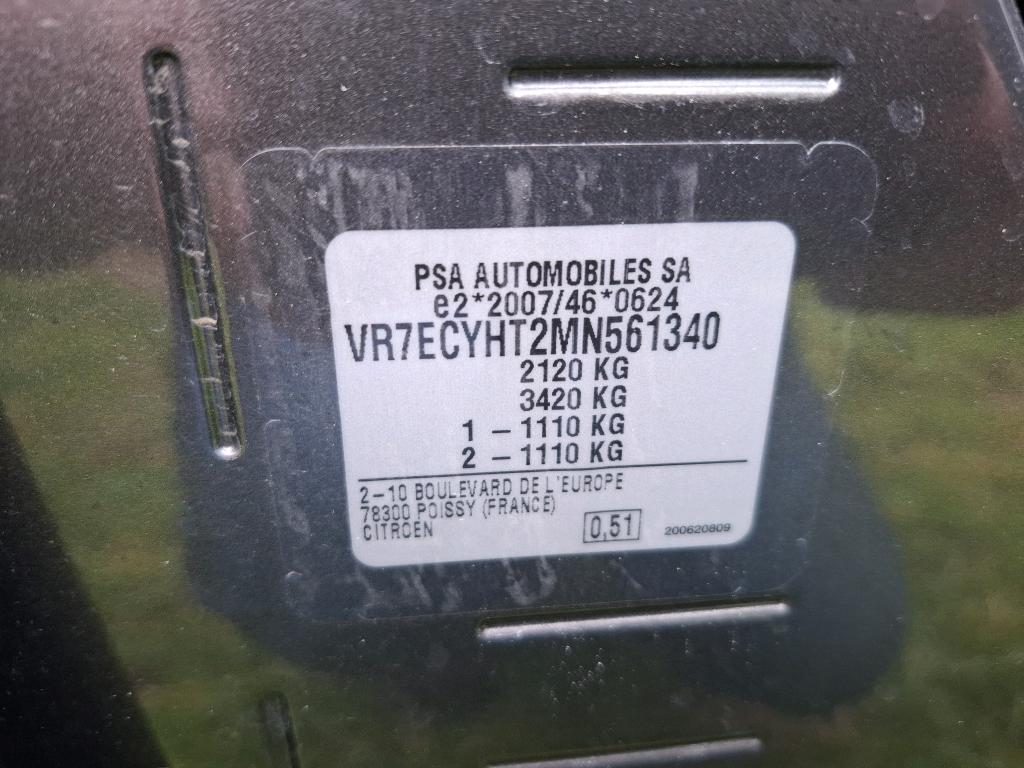 PSA AUTOMOBILES SA
e2*2007/46*0624
VR7ECYHT2MN561340
2120 KG
3420 KG
1 – 1110 KG
2 – 1110 KG
2–10 BOULEVARD DE L'EUROPE
78300 POISSY (FRANCE)
CITROEN
0,51
200620809